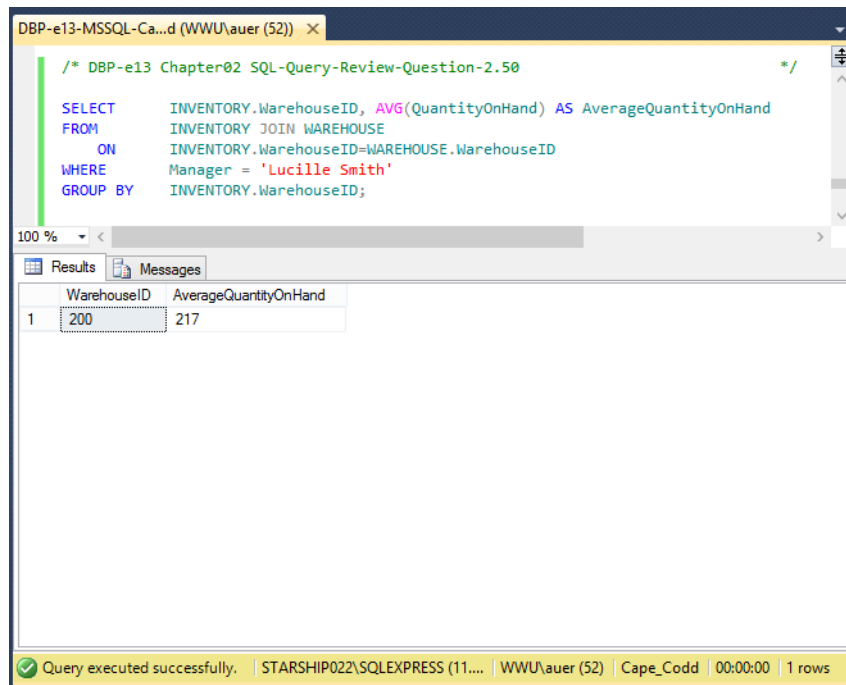 DBP-e13-MSSQL-Ca...d (WWU\auer (52)) ×
/* DBP-e13 Chapter02 SQL-Query-Review-Question-2.50 */
SELECT INVENTORY.WarehouseID, AVG(QuantityOnHand) AS AverageQuantityOnHand
FROM INVENTORY JOIN WAREHOUSE
ON INVENTORY.WarehouseID=WAREHOUSE.WarehouseID
WHERE Manager = 'Lucille Smith'
GROUP BY INVENTORY.WarehouseID;
100 %
Results Messages
WarehouseID AverageQuantityOnHand
1 200 217
Query executed successfully. STARSHIP022\SQLEXPRESS (11.... WWU\auer (52) Cape_Codd 00:00:00 1 rows